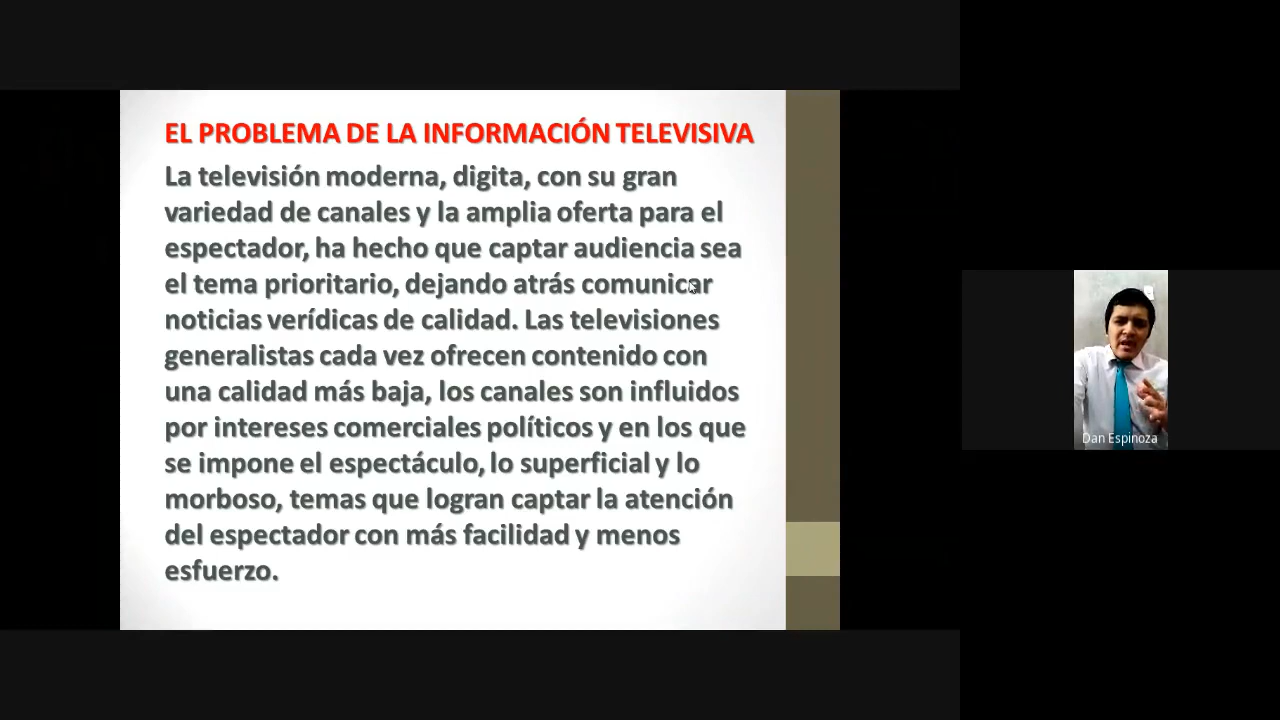 EL PROBLEMA DE LA INFORMACIÓN TELEVISIVA
La televisión moderna, digita, con su gran
variedad de canales y la amplia oferta para el
espectador, ha hecho que captar audiencia sea
el tema prioritario, dejando atrás comunicar
noticias verídicas de calidad. Las televisiones
generalistas cada vez ofrecen contenido con
una calidad más baja, los canales son influidos
por intereses comerciales políticos y en los que
se impone el espectáculo, lo superficial y lo
morboso, temas que logran captar la atención
del espectador con más facilidad y menos
esfuerzo.
Dan Espinoza